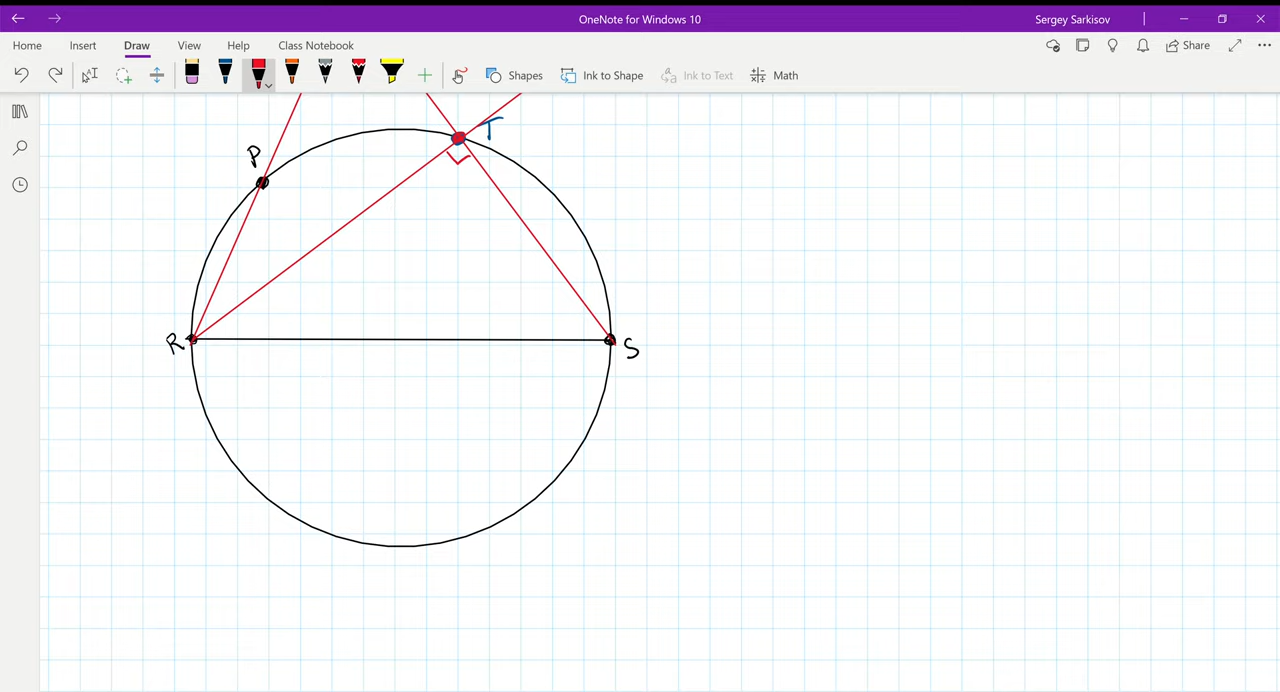 OneNote for Windows 10
Sergey Sarkisov
Home Insert Draw View Help Class Notebook
Share
Shapes Ink to Shape Ink to Text Math
T
P
R
S